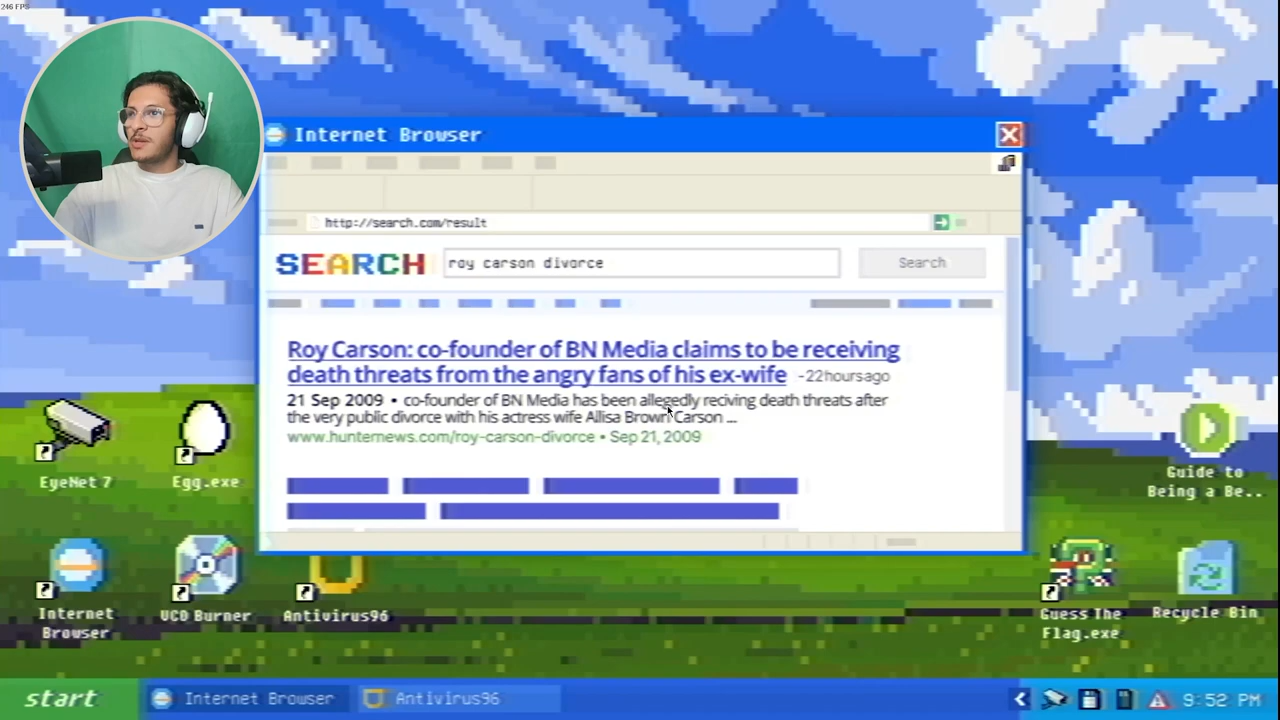 246 FPS
Internet Browser
http://search.com/result
SEARCH
roy carson divorce
Search
Roy Carson: co-founder of BN Media claims to be receiving
death threats from the angry fans of his ex-wife -22hoursago
21 Sep 2009 • co-founder of BN Media has been allegedly reciving death threats after
the very public divorce with his actress wife Allisa Brown Carson ...
www.hunternews.com/roy-carson-divorce • Sep 21, 2009
EyeNet 7
Egg.exe
Guide to
Being a Be..
Internet
Browser
VCD Burner
Antivirus96
Guess The
Flag.exe
Recycle Bin
start
Internet Browser
Antivirus96
9:52 PM